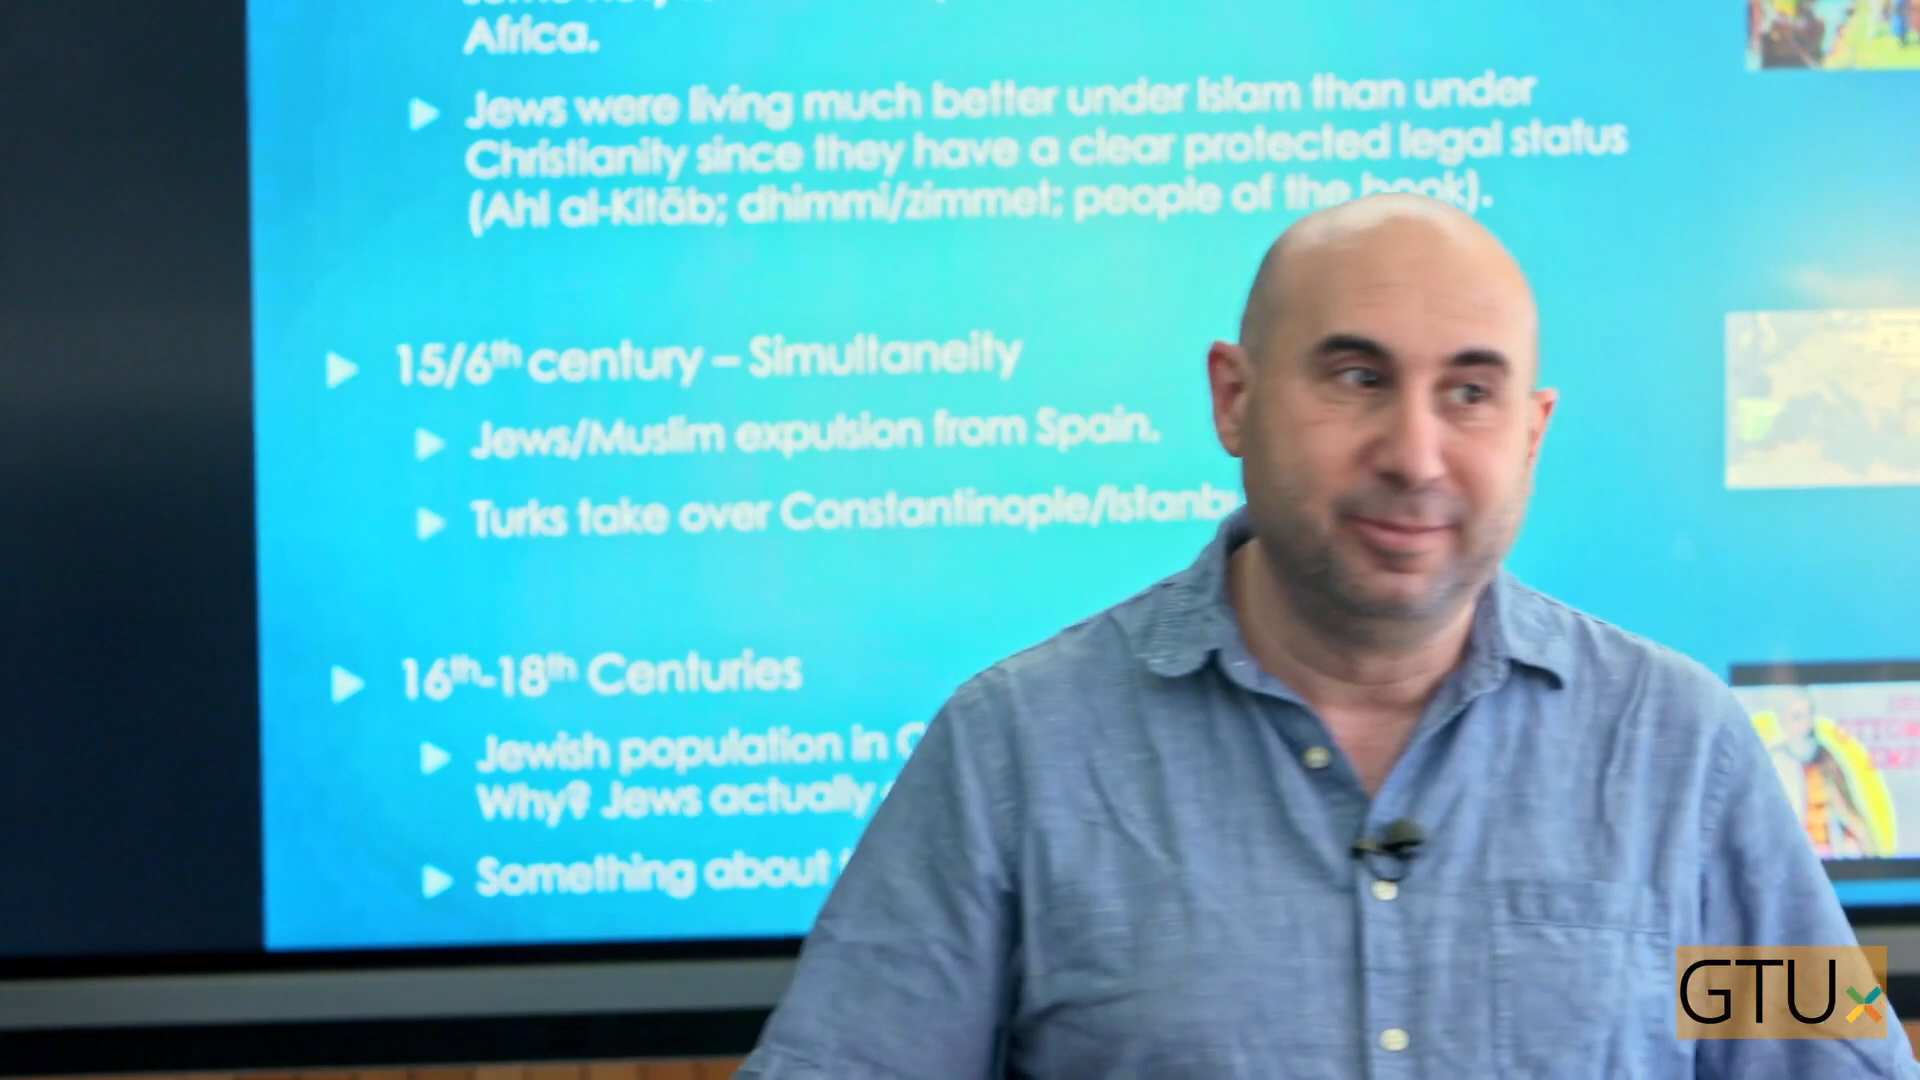 Africa.
Jews were living much better under Islam than under
Christianity since they have a clear protected legal status
(Ahl al-Kitāb; dhimmi/zimmet; people of the book).
15/6th century – Simultaneity
Jews/Muslim expulsion from Spain.
Turks take over Constantinople/Istanb
16th-18th Centuries
Jewish population in
Why? Jews actually
Something about
GTUx